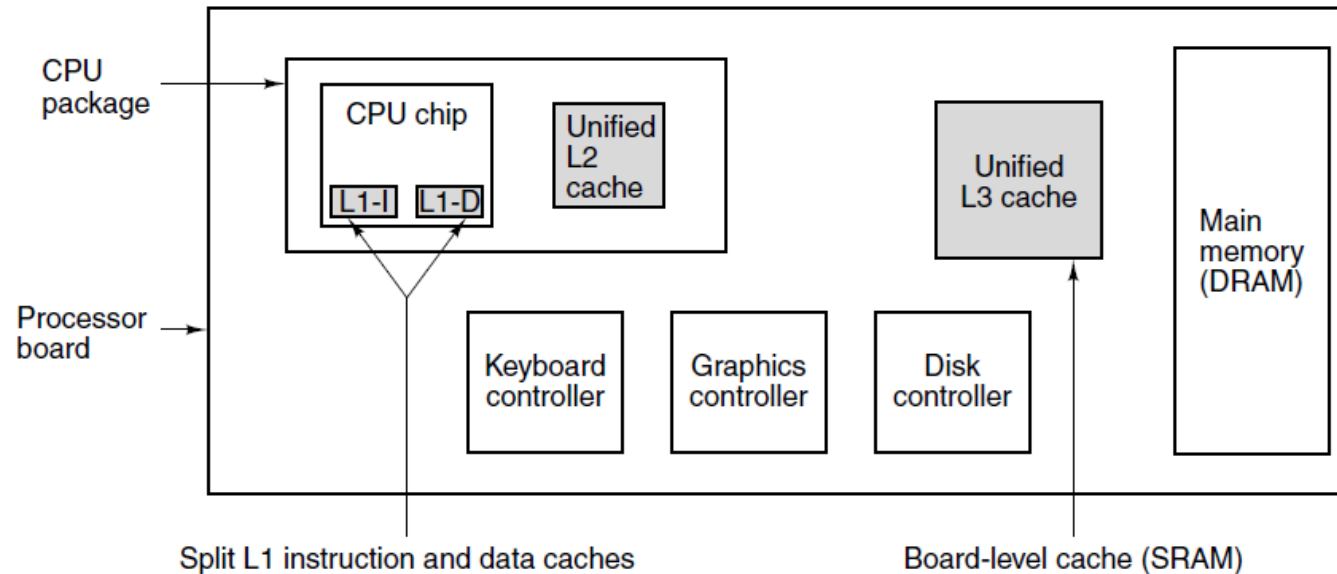 CPU
package
CPU chip
L1-I
L1-D
Unified
L2
cache
Unified
L3 cache
Main
memory
(DRAM)
Processor
board
Keyboard
controller
Graphics
controller
Disk
controller
Split L1 instruction and data caches
Board-level cache (SRAM)